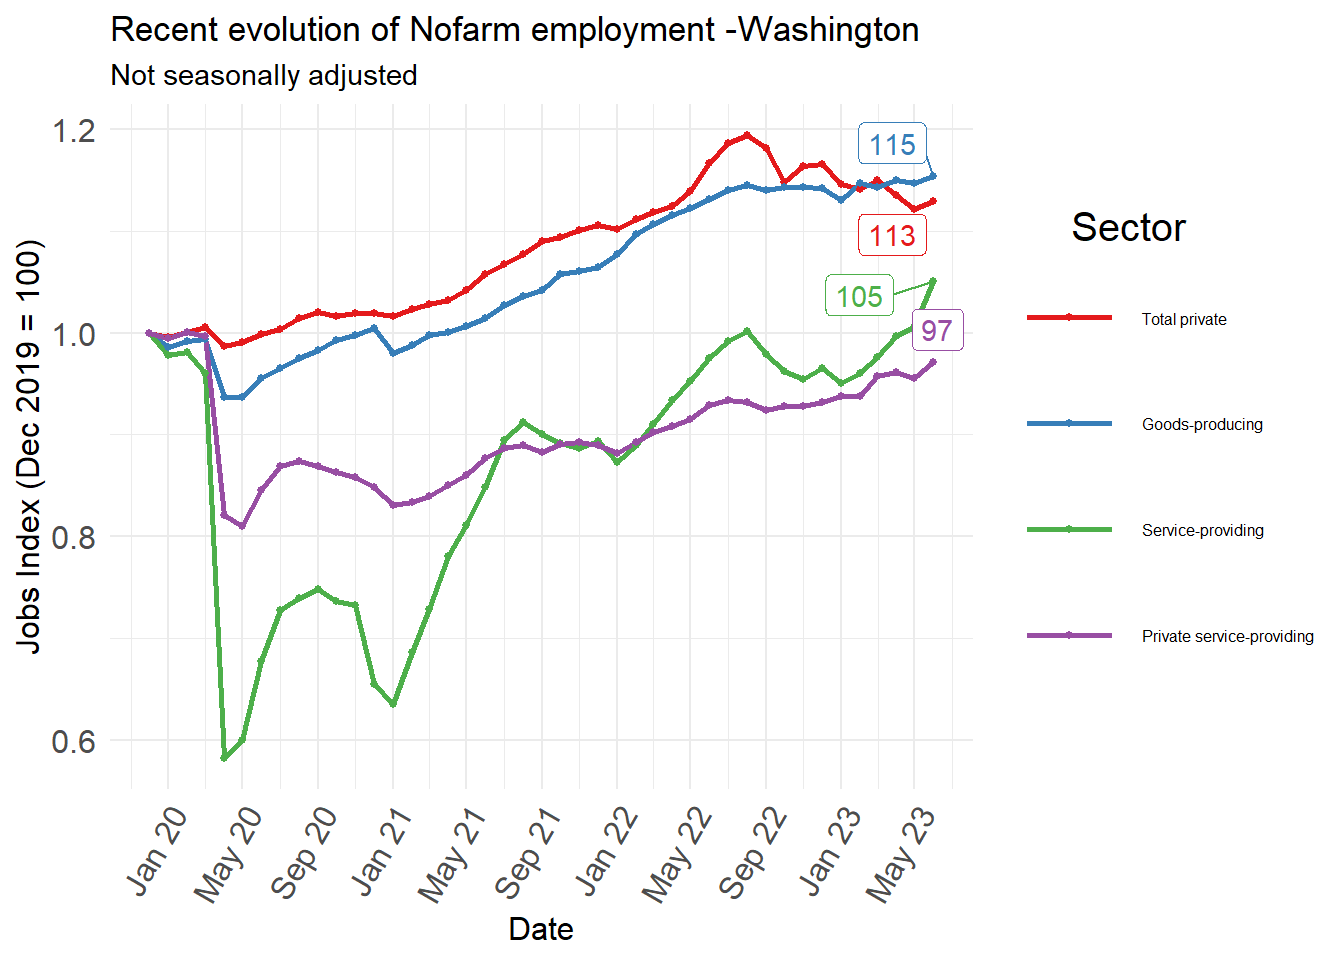 Recent evolution of Nofarm employment -Washington
Not seasonally adjusted
Jobs Index (Dec 2019 = 100)
1.2
1.0
0.8
0.6
115
113
105
97
Jan 20
May 20
Sep 20
Jan 21
May 21
Sep 21
Jan 22
May 22
Sep 22
Jan 23
May 23
Date
Sector
Total private
Goods-producing
Service-providing
Private service-providing